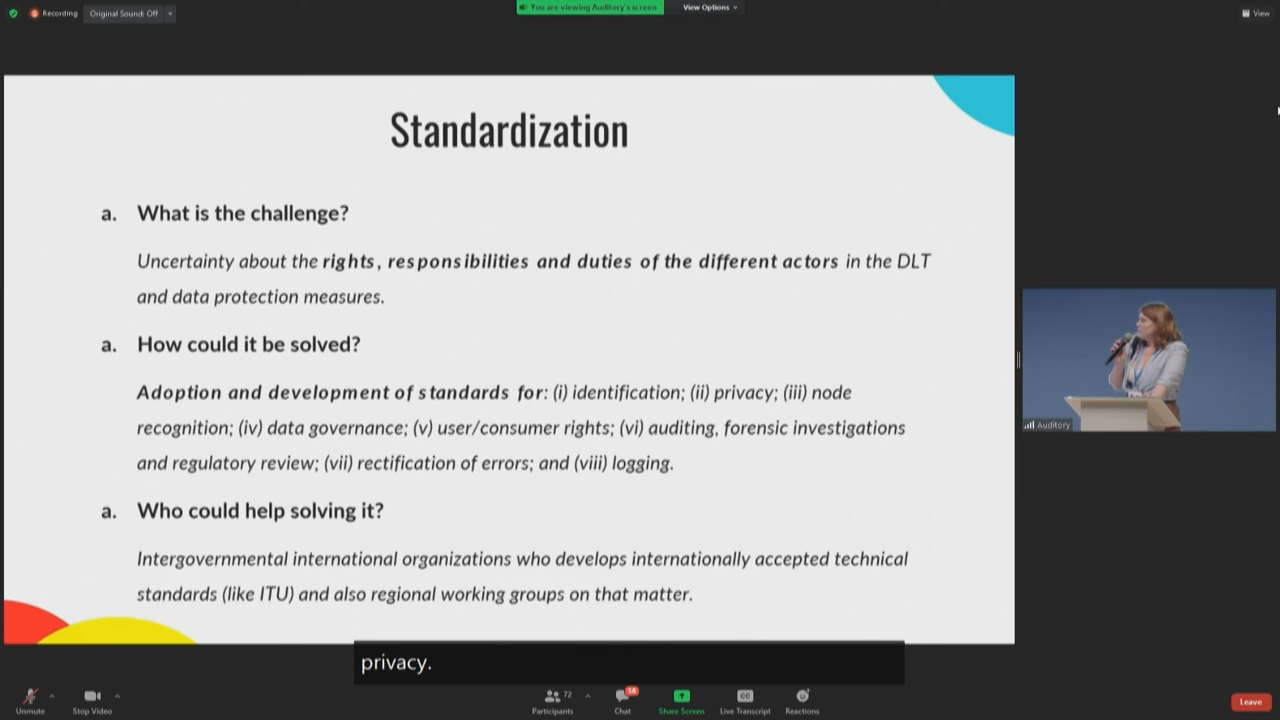 Recording
Original Sound: Off
You are viewing Auditory's screen
View Options
View
Standardization
a. What is the challenge?
Uncertainty about the rights, responsibilities and duties of the different actors in the DLT
and data protection measures.
a. How could it be solved?
Adoption and development of standards for: (i) identification; (ii) privacy; (iii) node
recognition; (iv) data governance; (v) user/consumer rights; (vi) auditing, forensic investigations
and regulatory review; (vii) rectification of errors; and (viii) logging.
a. Who could help solving it?
Intergovernmental international organizations who develops internationally accepted technical
standards (like ITU) and also regional working groups on that matter.
Auditory
privacy.
Unmute
Stop Video
72
Participants
58
Chat
Share Screen
CC
Live Transcript
Reactions
Leave